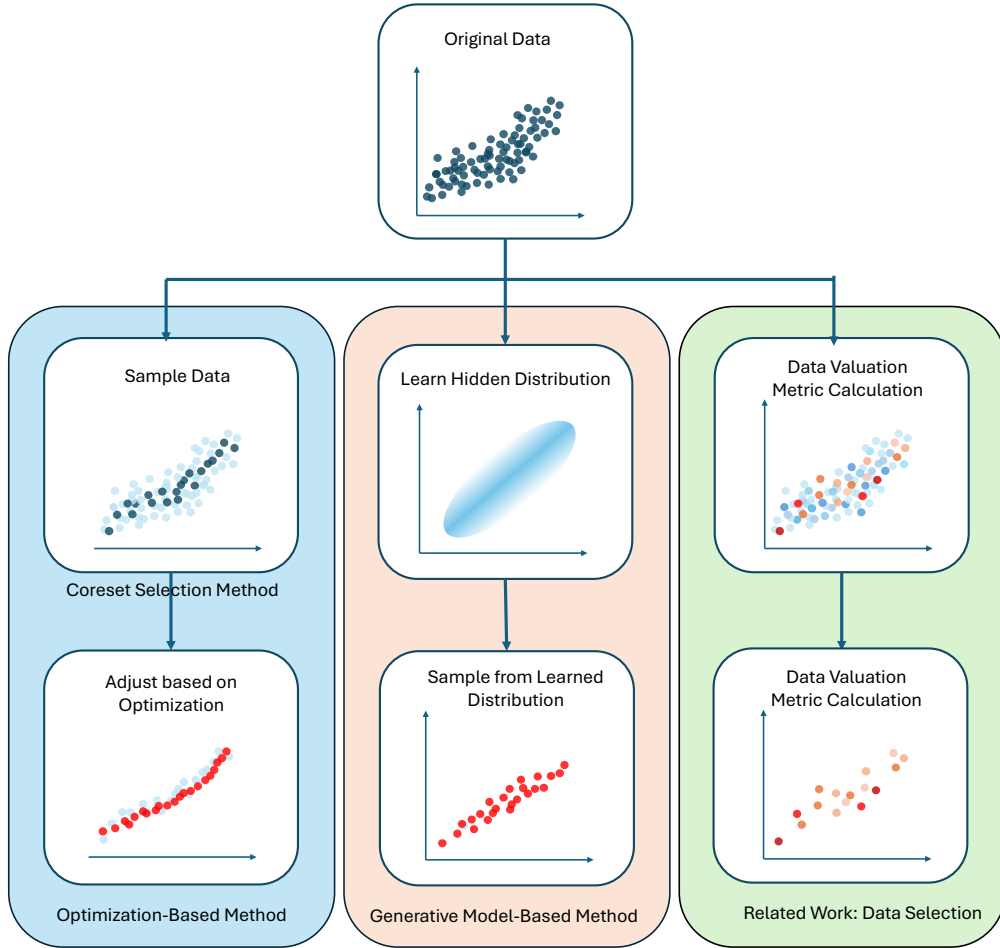 Original Data
Sample Data
Coreset Selection Method
Adjust based on
Optimization
Optimization-Based Method
Learn Hidden Distribution
Sample from Learned
Distribution
Generative Model-Based Method
Data Valuation
Metric Calculation
Data Valuation
Metric Calculation
Related Work: Data Selection